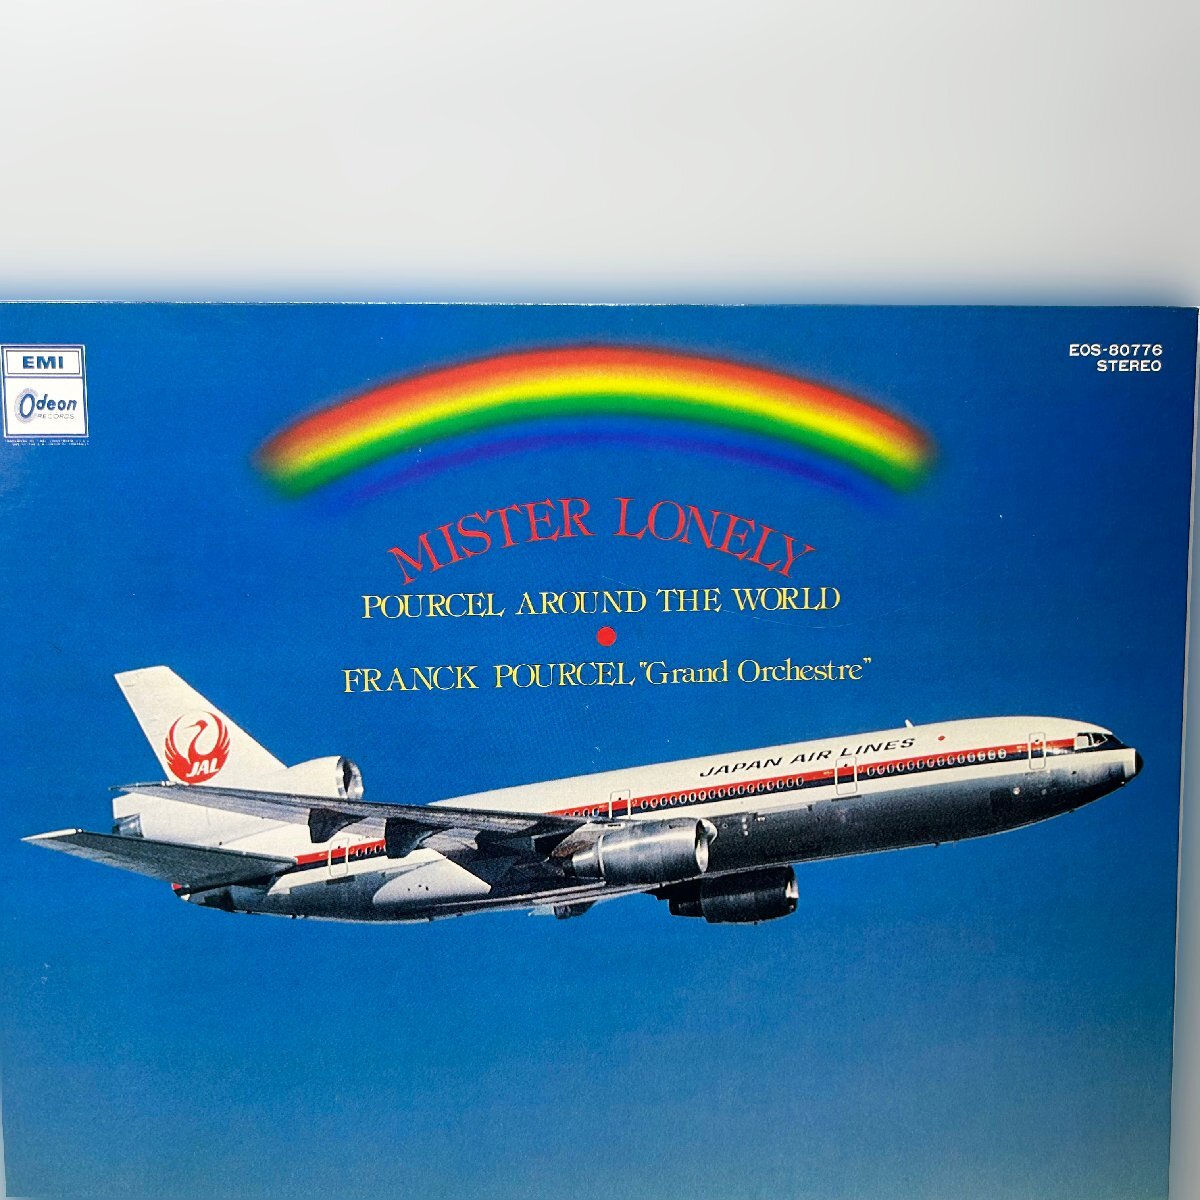 EMI
Odeon
RECORDS
EOS-80776
STEREO
MISTER LONELY
POURCEL AROUND THE WORLD
FRANCK POURCEL "Grand Orchestre"
JAPAN AIR LINES
JAL